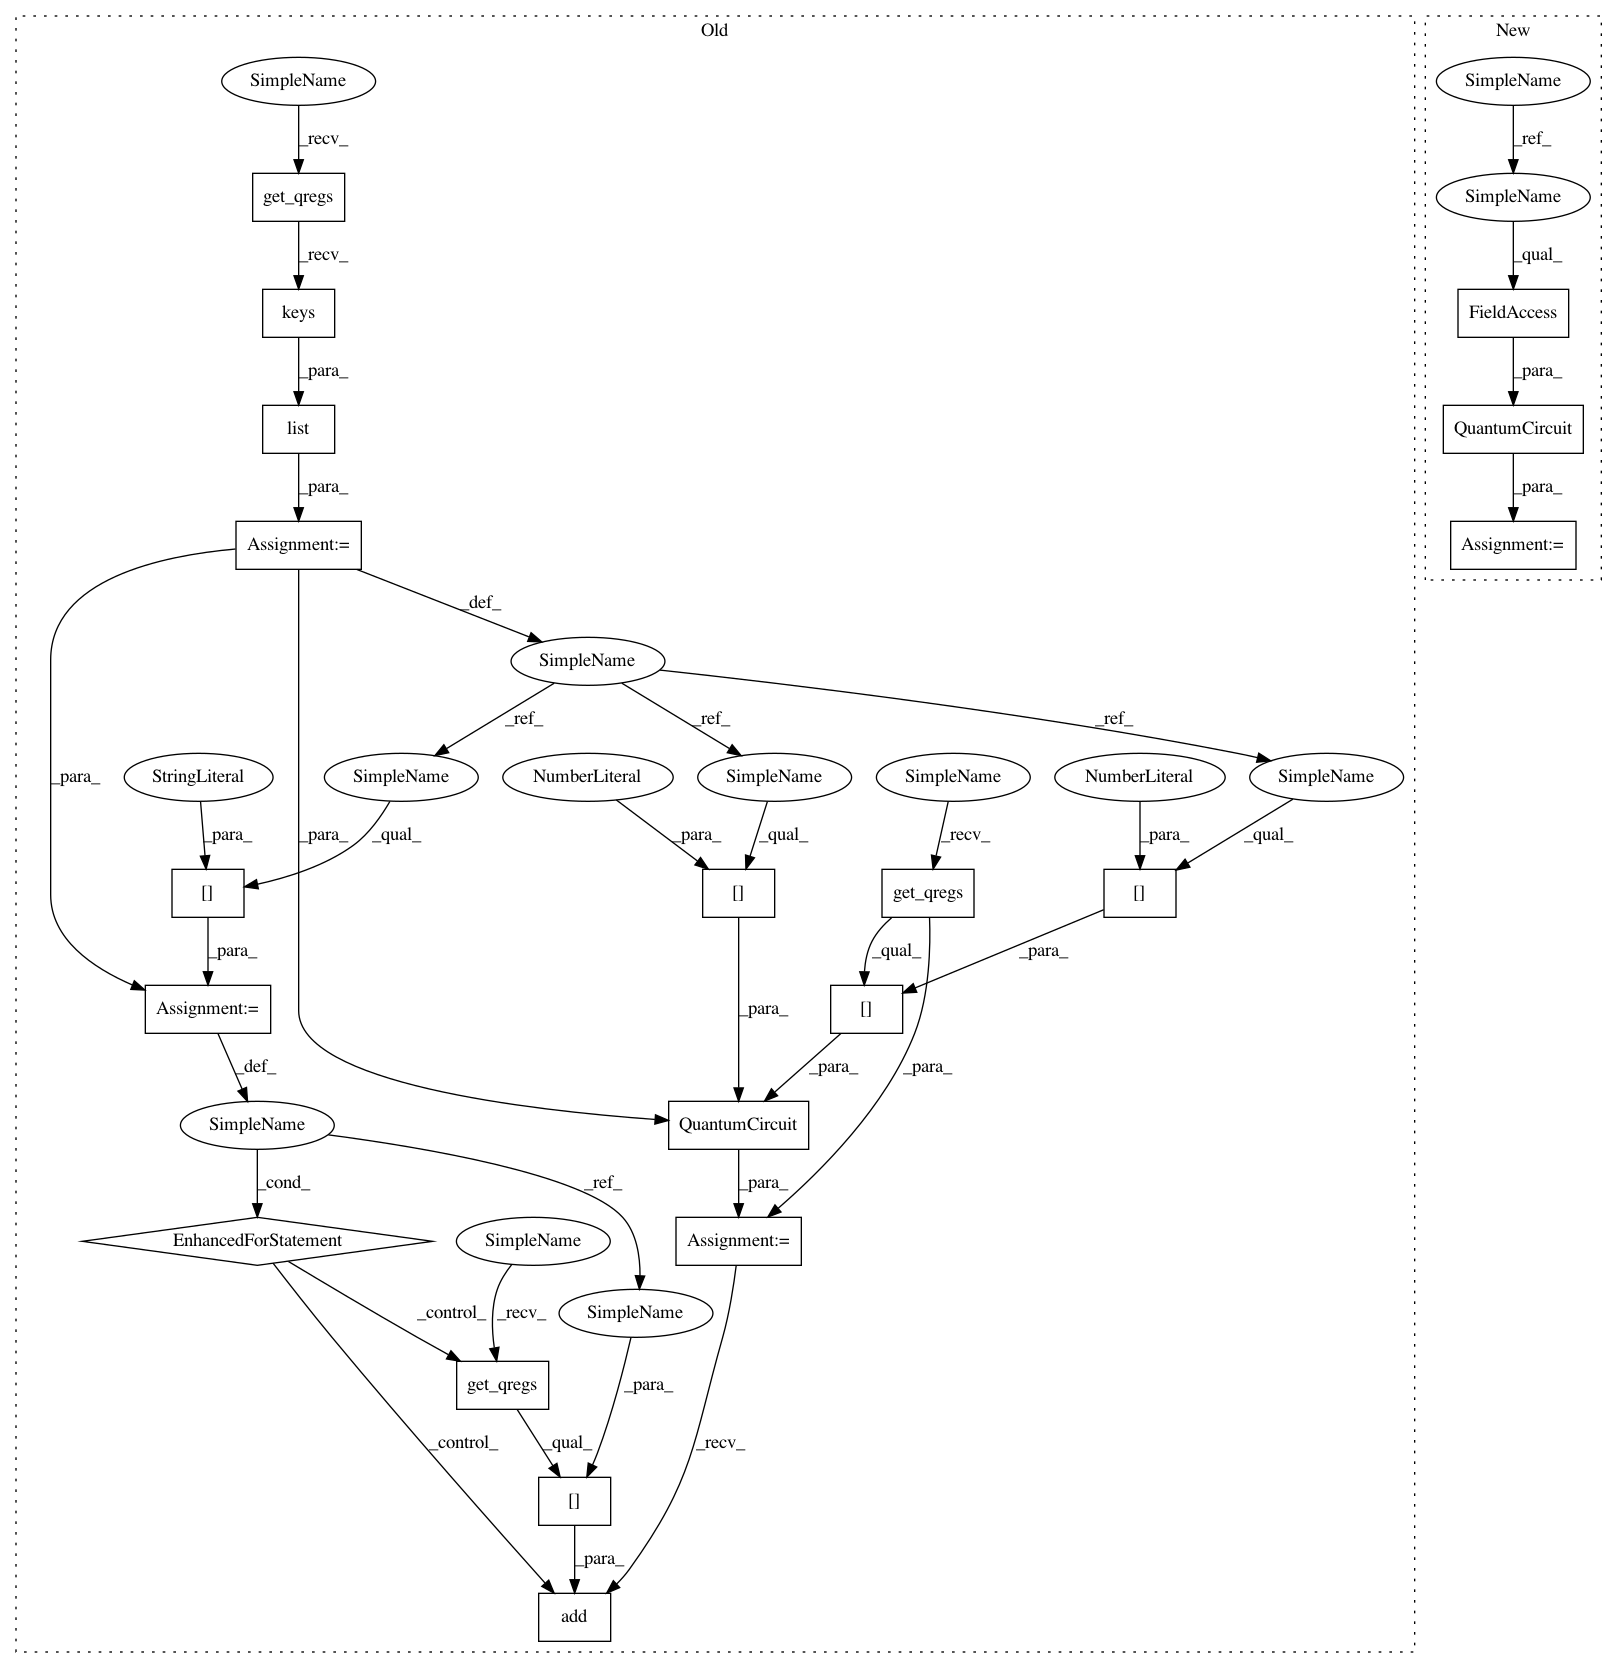 Old
New
SimpleName
SimpleName
_recv_
_ref_
get_qregs
SimpleName
_recv_
_qual_
keys
FieldAccess
_para_
_para_
list
QuantumCircuit
_para_
_para_
Assignment:=
Assignment:=
_def_
SimpleName
_ref_
_ref_
_ref_
_para_
StringLiteral
SimpleName
NumberLiteral
SimpleName
SimpleName
NumberLiteral
SimpleName
_para_
_qual_
_para_
_para_
_qual_
_recv_
_para_
_qual_
[]
[]
get_qregs
[]
_para_
_qual_
_para_
Assignment:=
[]
_para_
_def_
_para_
_para_
SimpleName
QuantumCircuit
_cond_
_ref_
_para_
EnhancedForStatement
SimpleName
Assignment:=
_control_
_recv_
SimpleName
get_qregs
_para_
_control_
_qual_
_recv_
[]
_para_
add